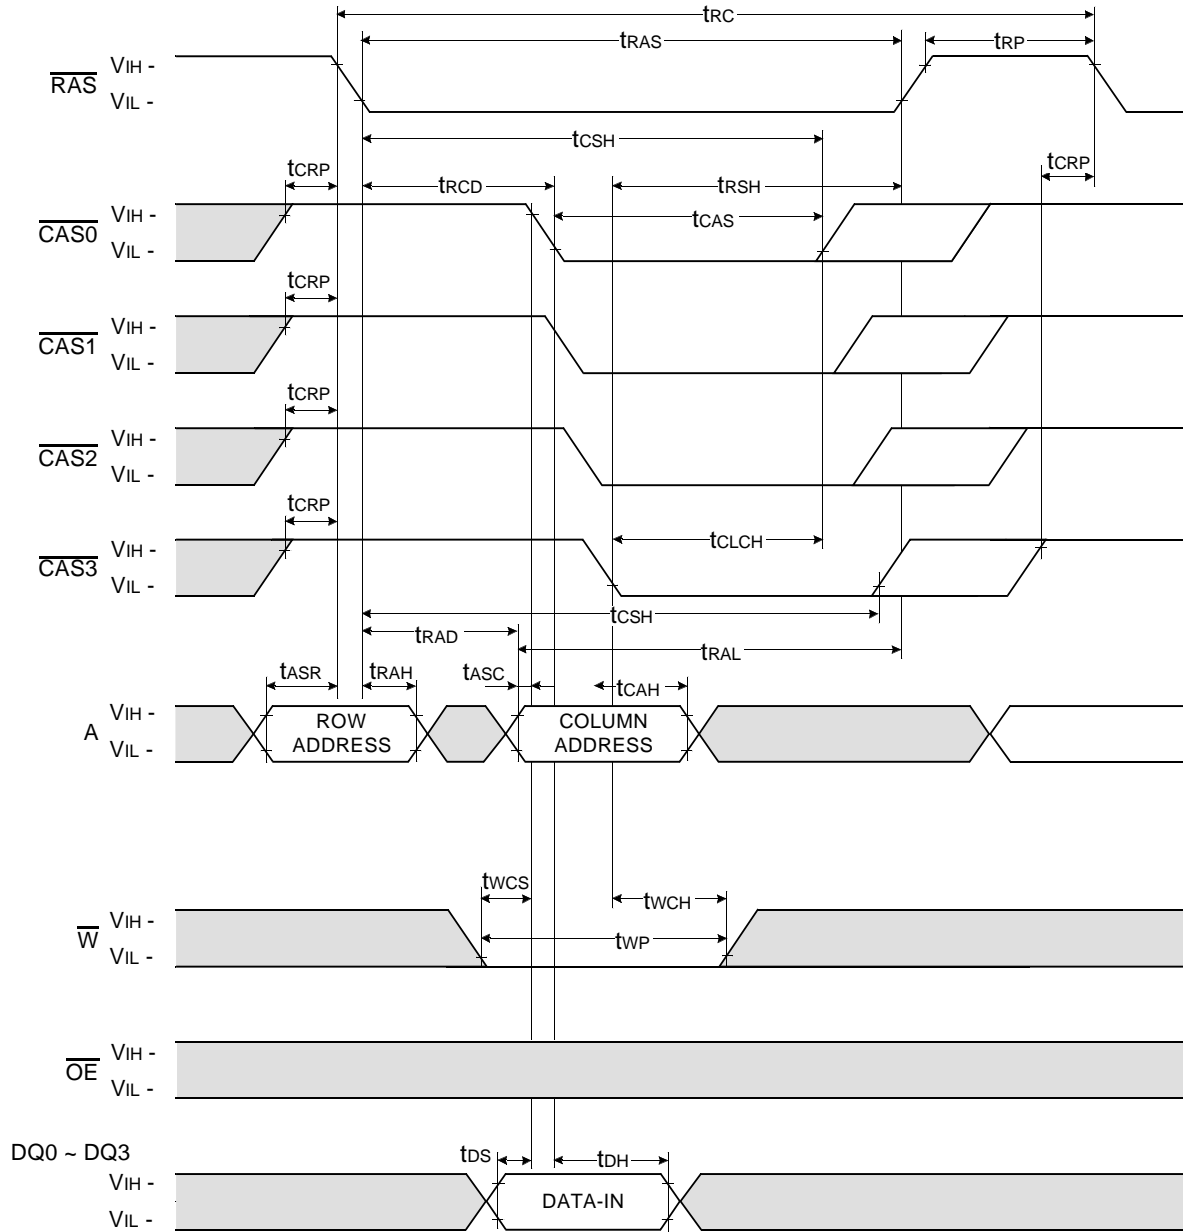 tRC
tRAS
tRP
RAS
VIH -
VIL -
tCSH
tCRP
tRCD
tRSH
tCRP
CAS0
VIH -
VIL -
tCAS
tCRP
CAS1
VIH -
VIL -
tCRP
CAS2
VIH -
VIL -
tCRP
CAS3
VIH -
VIL -
tCLCH
tCSH
tRAD
tRAL
tASR
tRAH
tASC
tCAH
A
VIH -
VIL -
ROW
ADDRESS
COLUMN
ADDRESS
tWCS
tWCH
W
VIH -
VIL -
tWP
OE
VIH -
VIL -
DQ0 ~ DQ3
tDS
tDH
VIH -
VIL -
DATA-IN